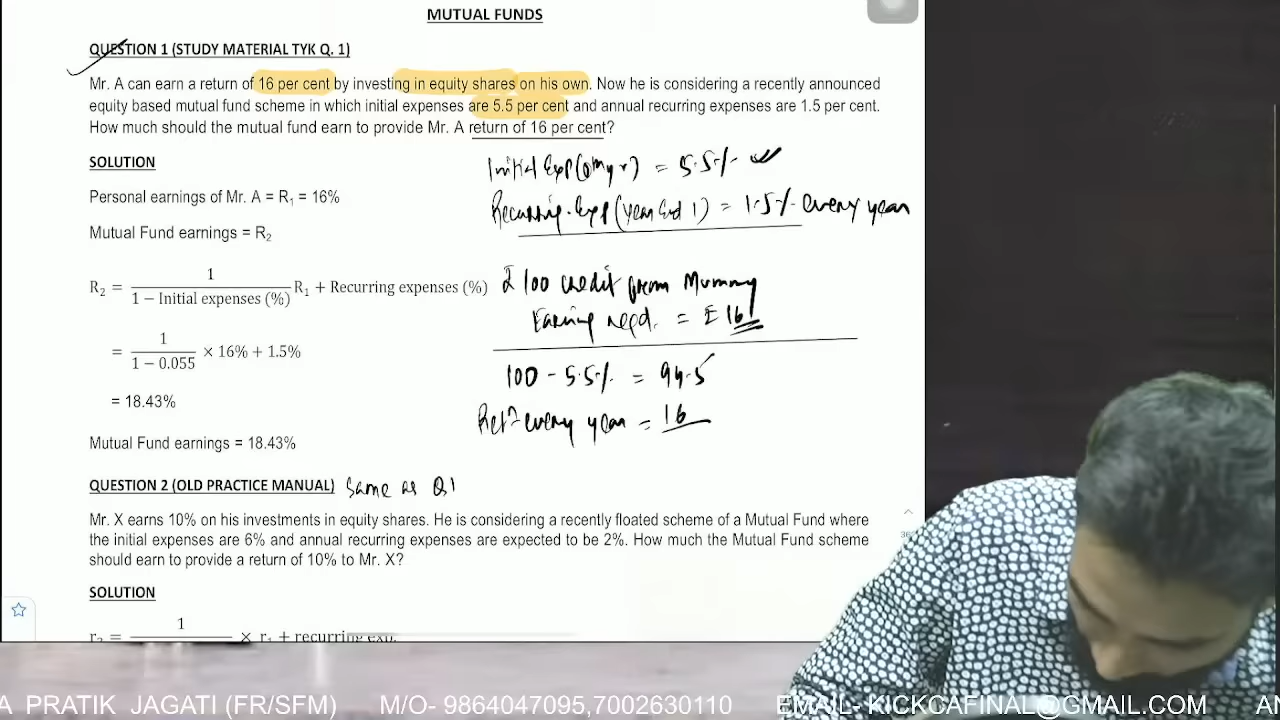 MUTUAL FUNDS
QUESTION 1 (STUDY MATERIAL TYK Q. 1)
Mr. A can earn a return of 16 per cent by investing in equity shares on his own. Now he is considering a recently announced
equity based mutual fund scheme in which initial expenses are 5.5 per cent and annual recurring expenses are 1.5 per cent.
How much should the mutual fund earn to provide Mr. A return of 16 per cent?
SOLUTION
Initial Exp(0 = 5.5%
Personal earnings of Mr. A = R₁ = 16%
Recurring Exp (Year End 1) = 1.5% every year
Mutual Fund earnings = R₂
R₂ = 1 / (1 − Initial expenses (%)) R₁ + Recurring expenses (%)
₹ 100 credit from Mummy
Earning reqd. = ₹ 16
= 1 / (1 − 0.055) × 16% + 1.5%
100 - 5.5% = 94.5
= 18.43%
Ret? every year = 16
Mutual Fund earnings = 18.43%
QUESTION 2 (OLD PRACTICE MANUAL) Same as Q1
Mr. X earns 10% on his investments in equity shares. He is considering a recently floated scheme of a Mutual Fund where
the initial expenses are 6% and annual recurring expenses are expected to be 2%. How much the Mutual Fund scheme
should earn to provide a return of 10% to Mr. X?
36
SOLUTION
r₂ = 1 × r₁ + recurring exp.
A PRATIK JAGATI (FR/SFM) M/O- 9864047095,7002630110 EMAIL- KICKCAFINAL@GMAIL.COM AI